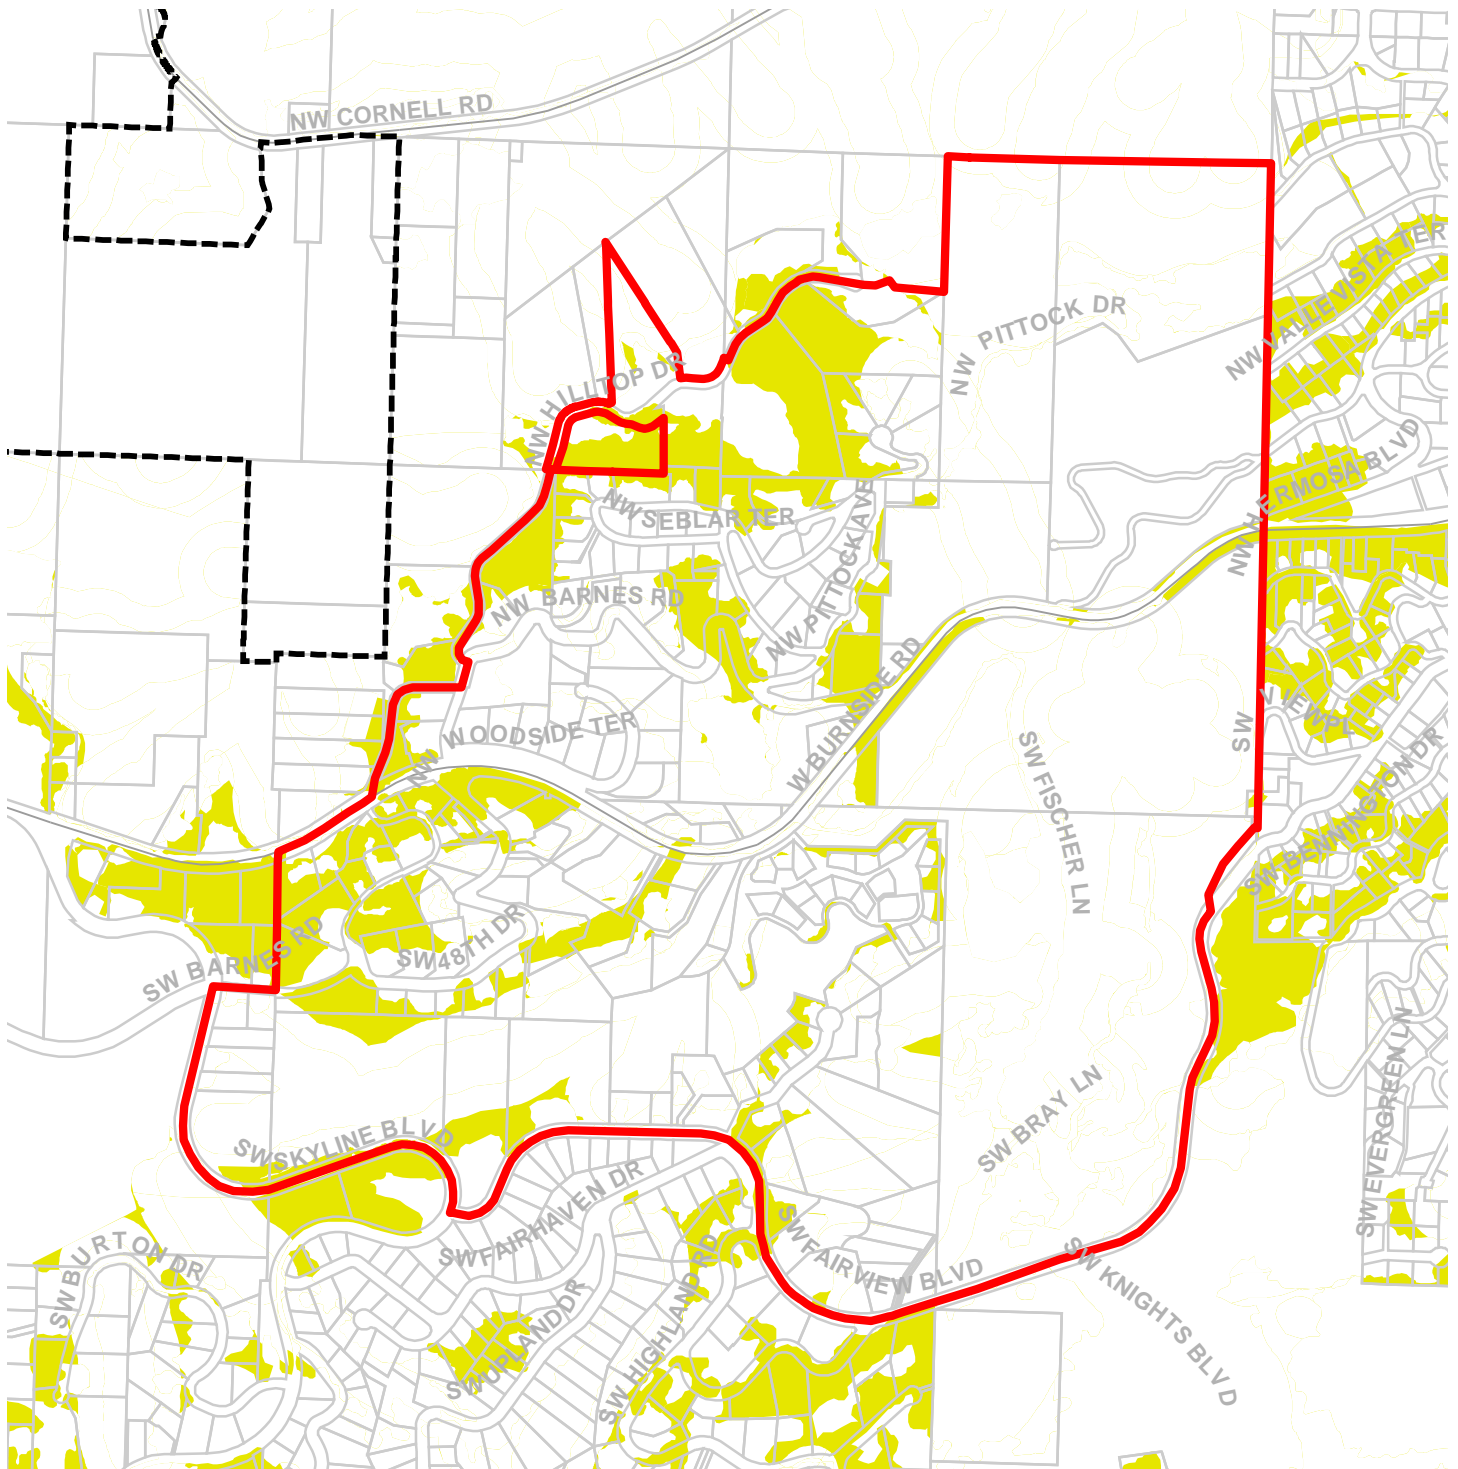 NW CORNELL RD
NW VALLE VISTA TER
NW PITTOCK DR
NW HILLTOP DR
NW HERMOSA BLVD
NW SEBLAR TER
NW PITTOCK AVE
NW BARNES RD
W BURNSIDE RD
NW WOODSIDE TER
SW VIEW PL
SW FISCHER LN
SW BENNINGTON DR
SW 48TH DR
SW BARNES RD
SW BRAY LN
SW EVERGREEN LN
SW SKYLINE BLVD
SW FAIRHAVEN DR
SW BURTON DR
SW FAIRVIEW BLVD
SW HIGHLAND RD
SW UPLAND DR
SW KNIGHTS BLVD